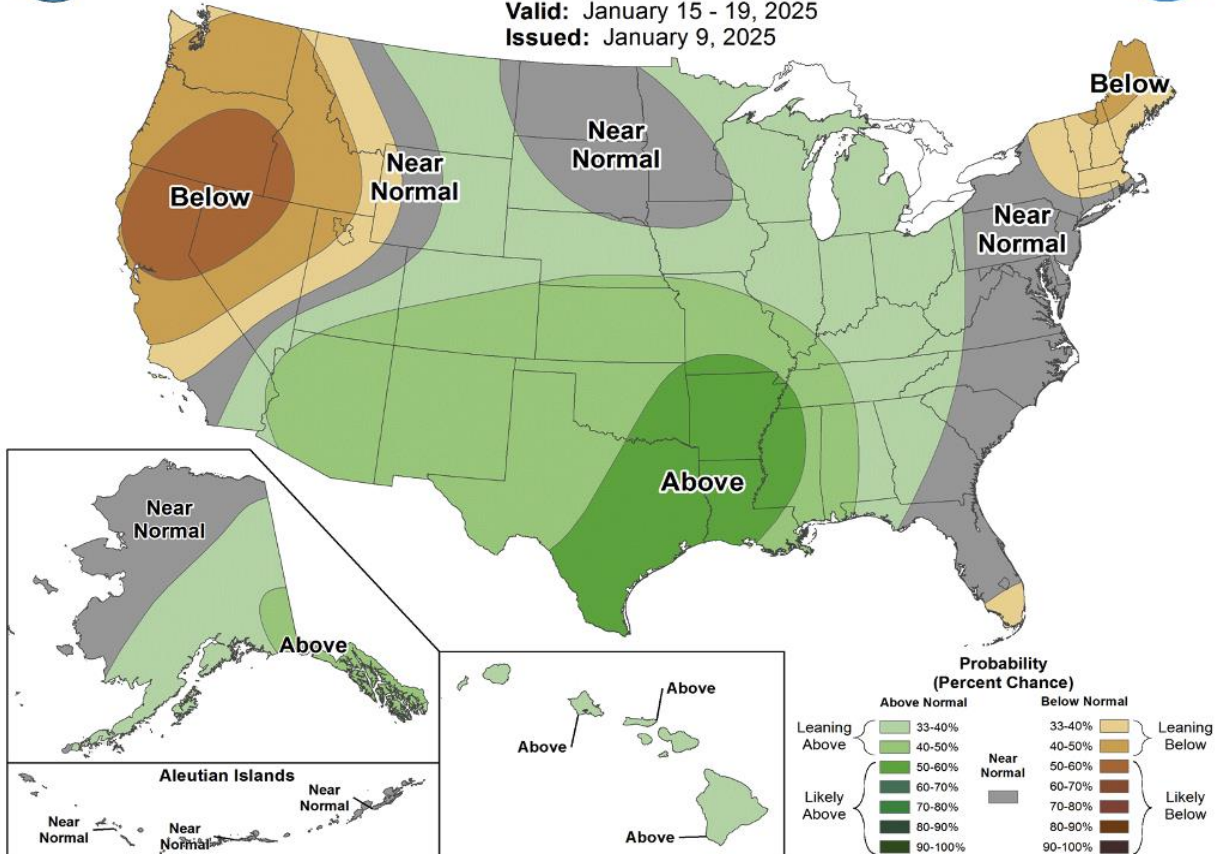 Valid: January 15 - 19, 2025
Issued: January 9, 2025
Below
Near
Normal
Near
Normal
Below
Below
Near
Normal
Above
Near
Normal
Above
Aleutian Islands
Near
Normal
Near
Normal
Near
Normal
Above
Above
Above
Probability
(Percent Chance)
Above Normal
Below Normal
Leaning
Above
33-40%
40-50%
Likely
Above
50-60%
60-70%
70-80%
80-90%
90-100%
Near
Normal
33-40%
40-50%
Leaning
Below
50-60%
60-70%
70-80%
80-90%
90-100%
Likely
Below